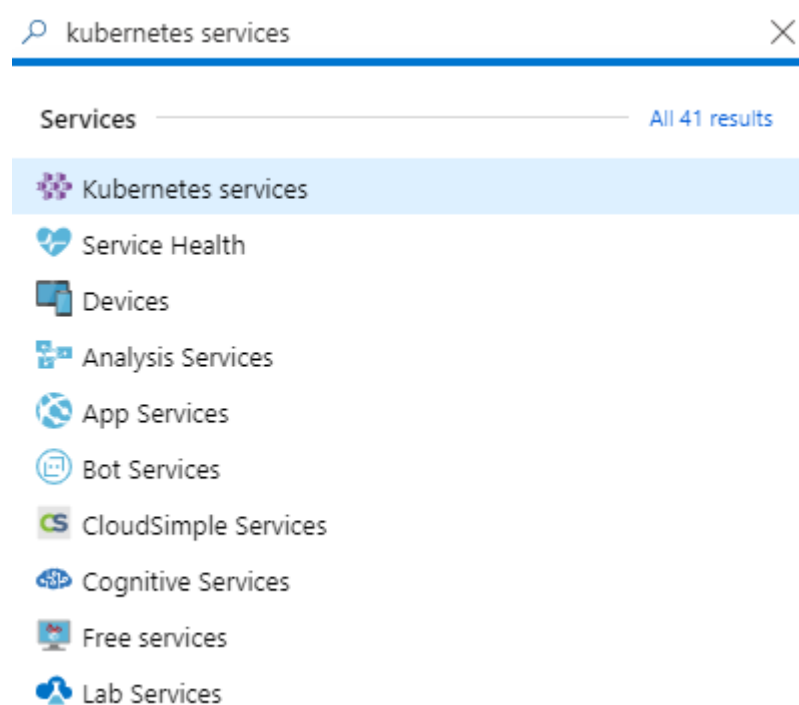 kubernetes services
Services All 41 results
Kubernetes services
Service Health
Devices
Analysis Services
App Services
Bot Services
CS CloudSimple Services
Cognitive Services
Free services
Lab Services